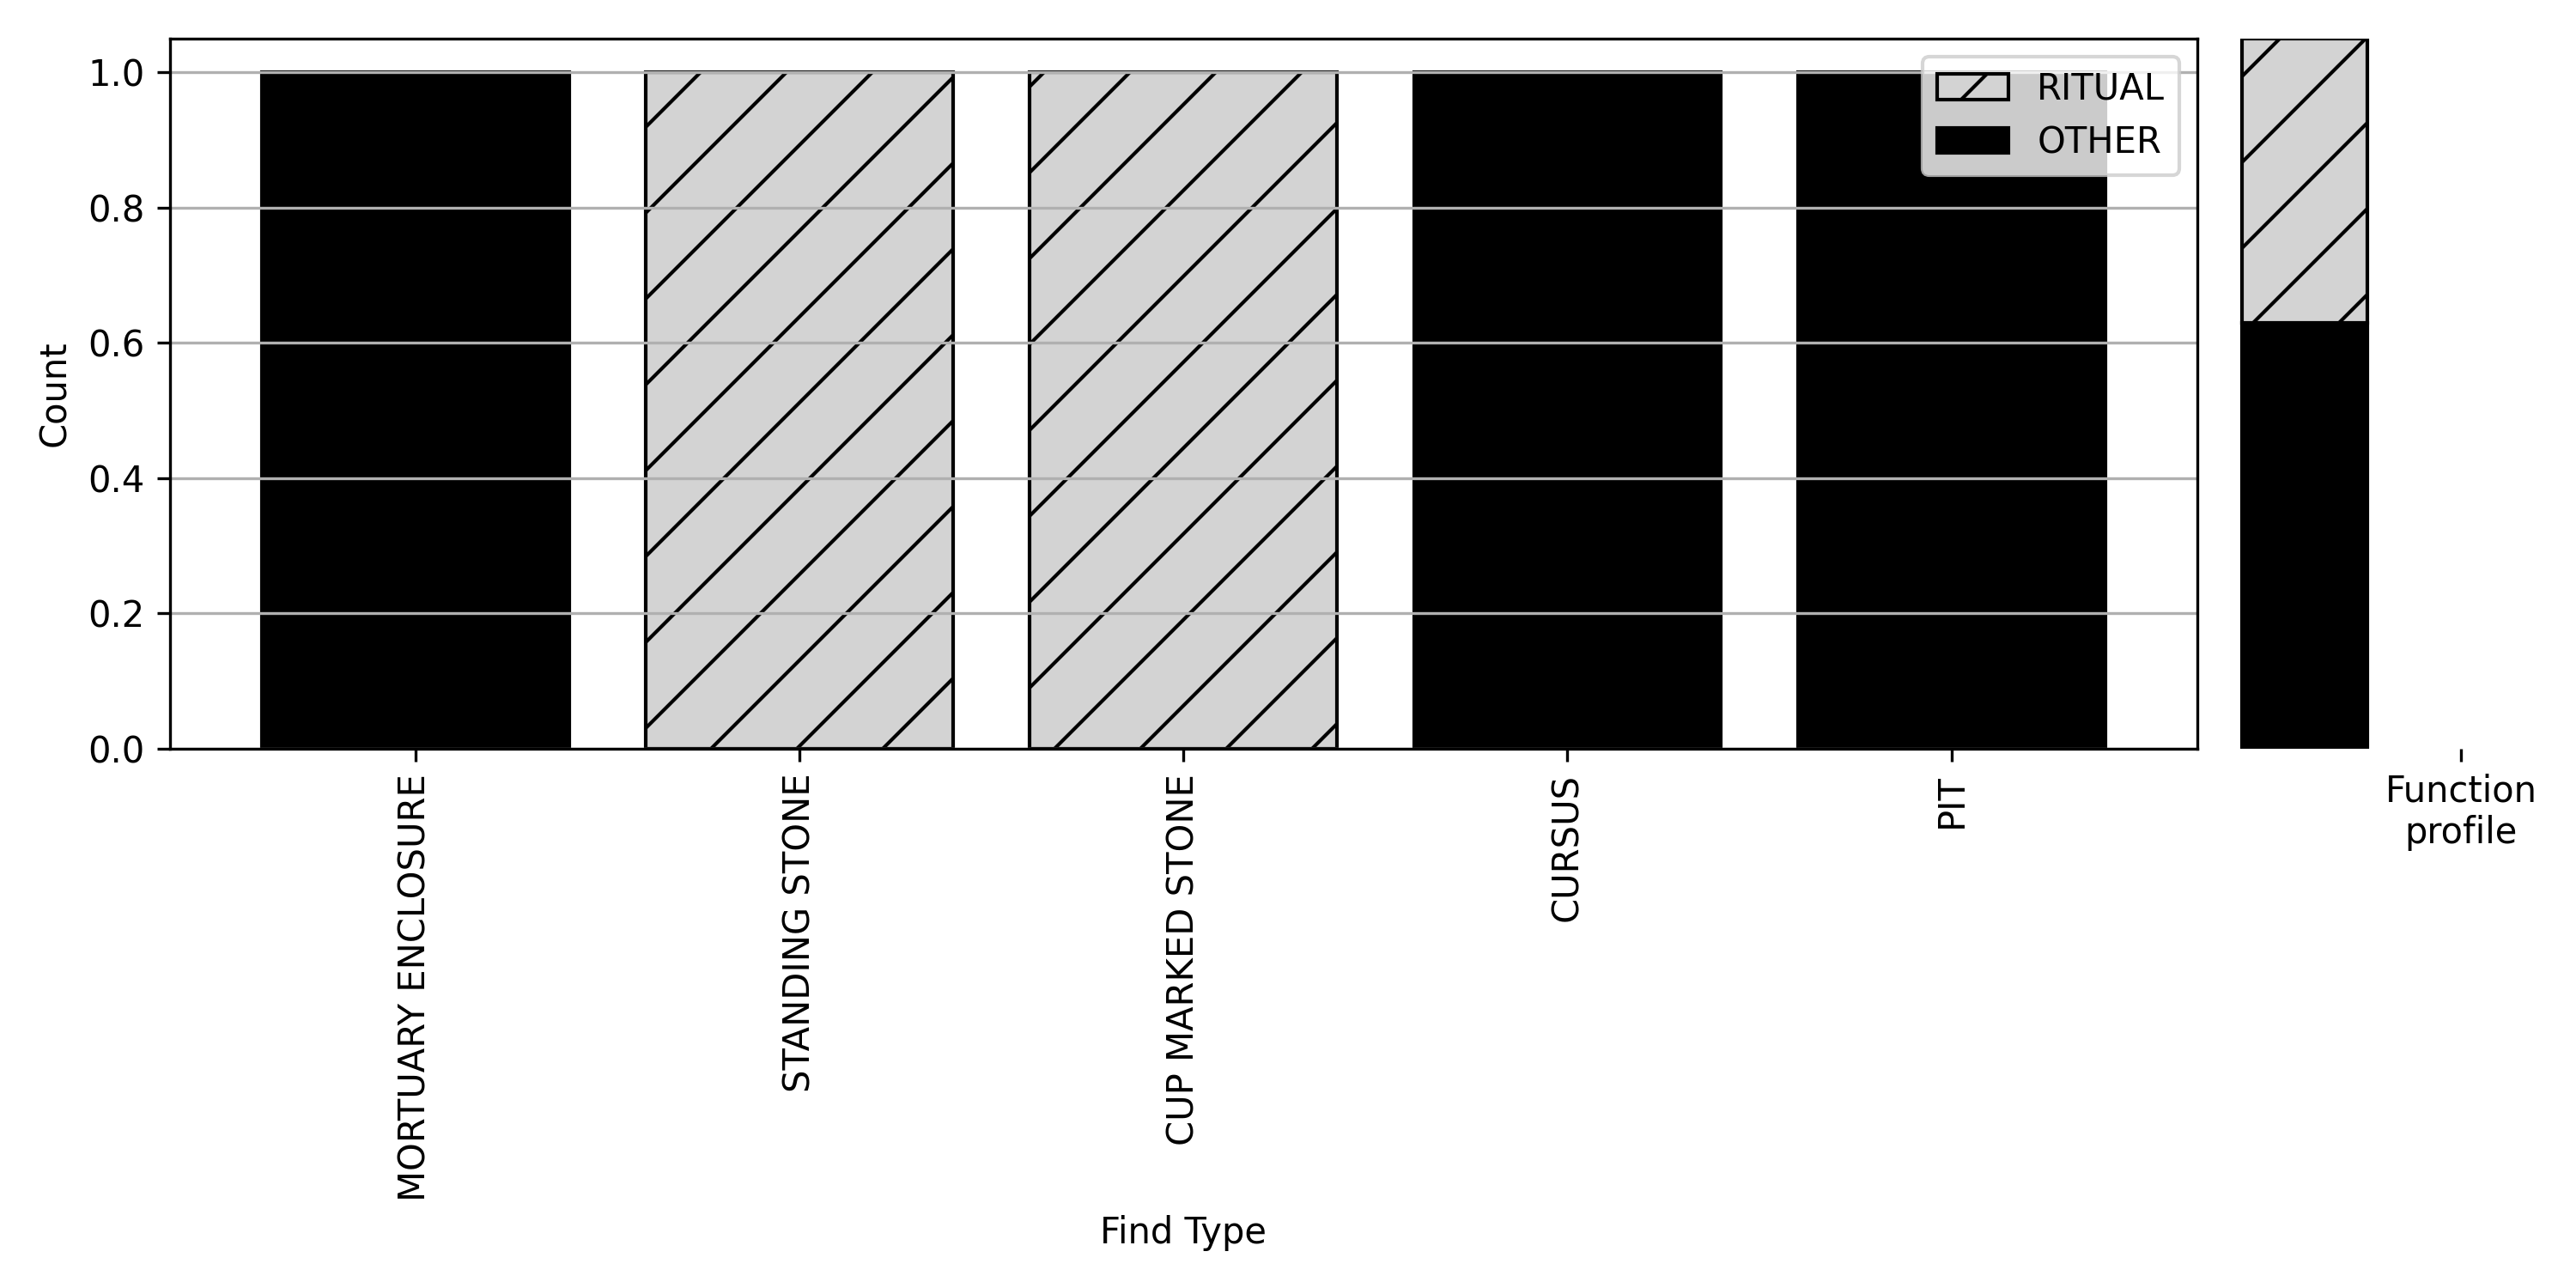 Count
1.0
0.8
0.6
0.4
0.2
0.0
RITUAL
OTHER
MORTUARY ENCLOSURE
STANDING STONE
CUP MARKED STONE
CURSUS
PIT
Function
profile
Find Type